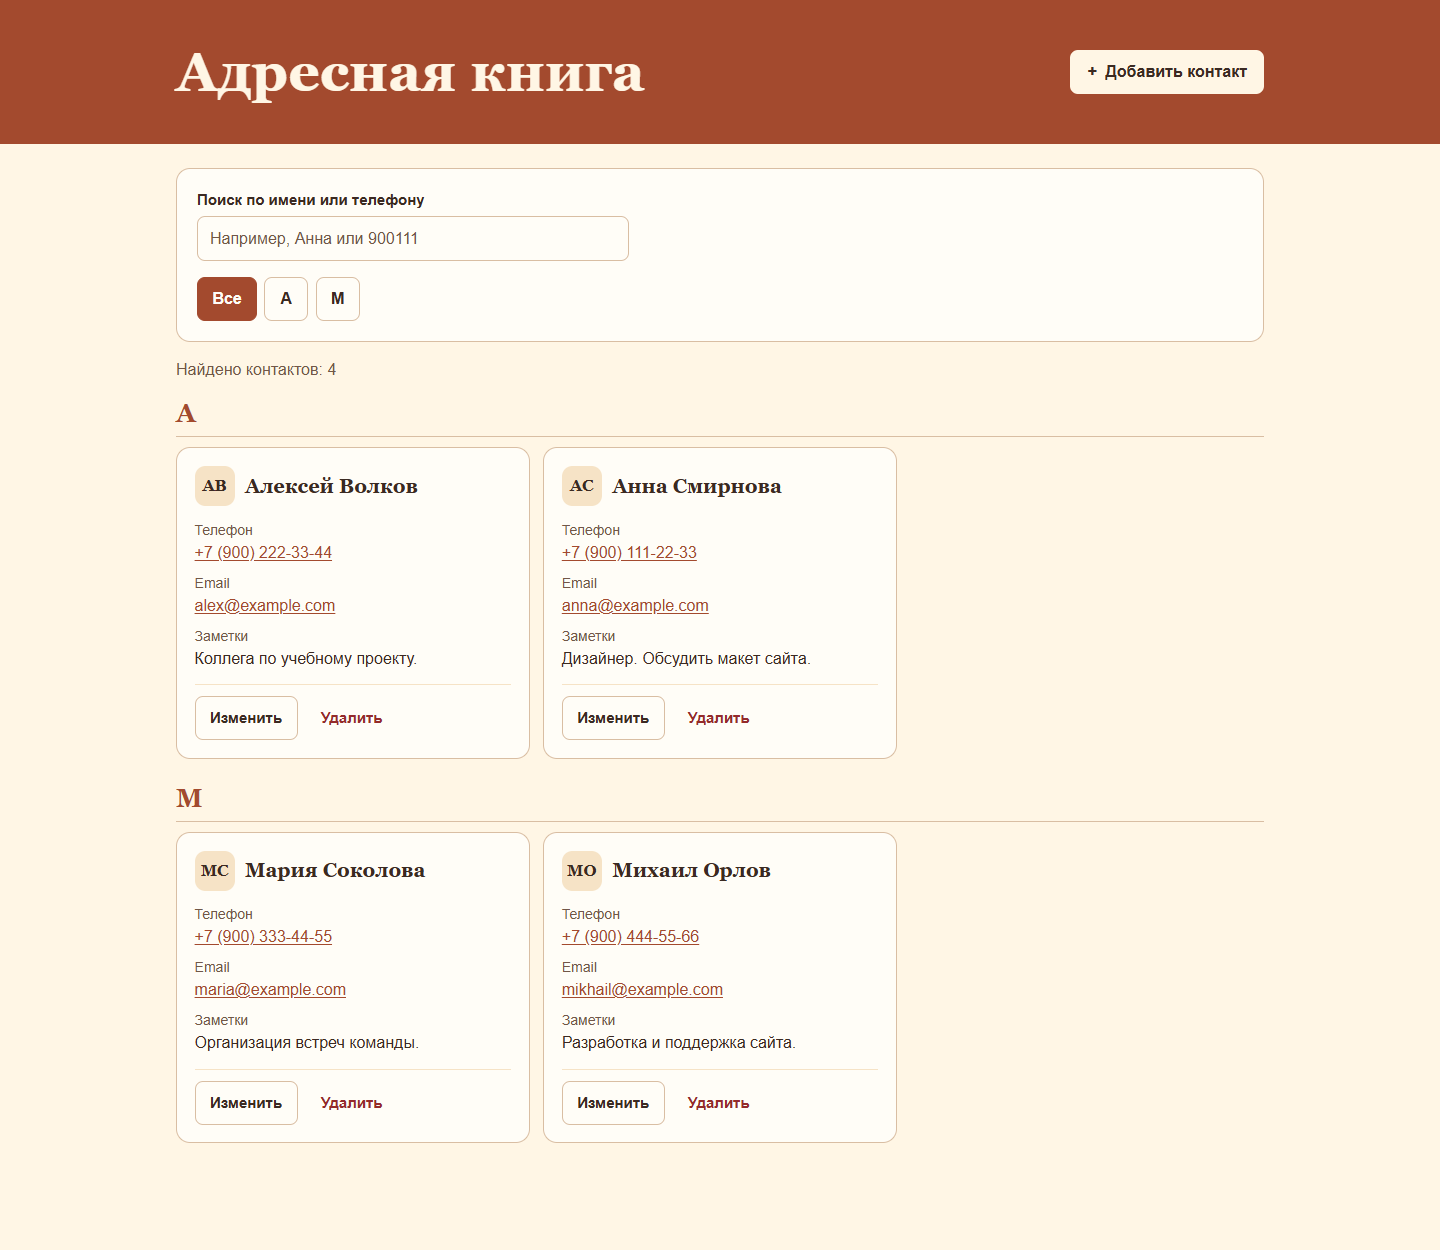 Адресная книга
+ Добавить контакт
Поиск по имени или телефону
Например, Анна или 900111
Все А М
Найдено контактов: 4
А
АВ Алексей Волков
Телефон
+7 (900) 222-33-44
Email
alex@example.com
Заметки
Коллега по учебному проекту.
Изменить Удалить
АС Анна Смирнова
Телефон
+7 (900) 111-22-33
Email
anna@example.com
Заметки
Дизайнер. Обсудить макет сайта.
Изменить Удалить
М
МС Мария Соколова
Телефон
+7 (900) 333-44-55
Email
maria@example.com
Заметки
Организация встреч команды.
Изменить Удалить
МО Михаил Орлов
Телефон
+7 (900) 444-55-66
Email
mikhail@example.com
Заметки
Разработка и поддержка сайта.
Изменить Удалить